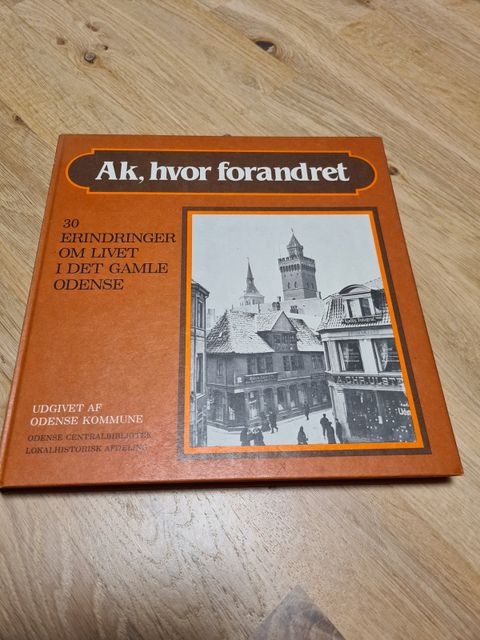 Ak, hvor forandret
30
ERINDRINGER
OM LIVET
I DET GAMLE
ODENSE
UDGIVET AF
ODENSE KOMMUNE
ODENSE CENTRALBIBLIOTEK
LOKALHISTORISK AFDELING